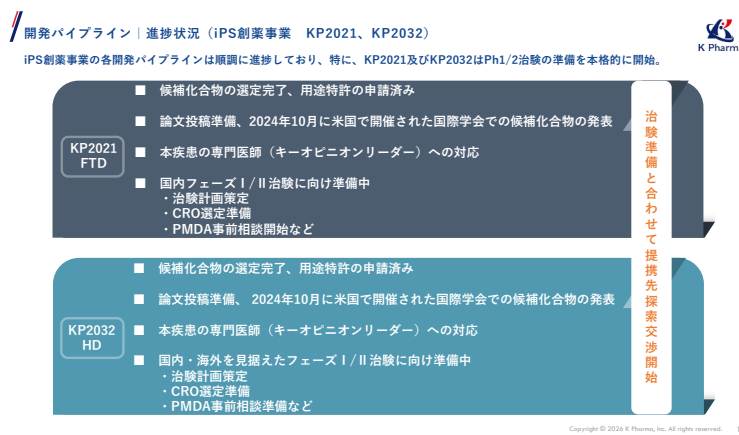 開発パイプライン｜進捗状況（iPS創薬事業　KP2021、KP2032）
K Pharm
iPS創薬事業の各開発パイプラインは順調に進捗しており、特に、KP2021及びKP2032はPh1/2治験の準備を本格的に開始。
KP2021
FTD
■ 候補化合物の選定完了、用途特許の申請済み
■ 論文投稿準備、2024年10月に米国で開催された国際学会での候補化合物の発表
■ 本疾患の専門医師（キーオピニオンリーダー）への対応
■ 国内フェーズⅠ/Ⅱ治験に向け準備中
・治験計画策定
・CRO選定準備
・PMDA事前相談開始など
KP2032
HD
■ 候補化合物の選定完了、用途特許の申請済み
■ 論文投稿準備、 2024年10月に米国で開催された国際学会での候補化合物の発表
■ 本疾患の専門医師（キーオピニオンリーダー）への対応
■ 国内・海外を見据えたフェーズⅠ/Ⅱ治験に向け準備中
・治験計画策定
・CRO選定準備
・PMDA事前相談準備など
治験準備と合わせて提携先探索交渉開始
Copyright © 2026 K Pharma, Inc. All rights reserved.
1